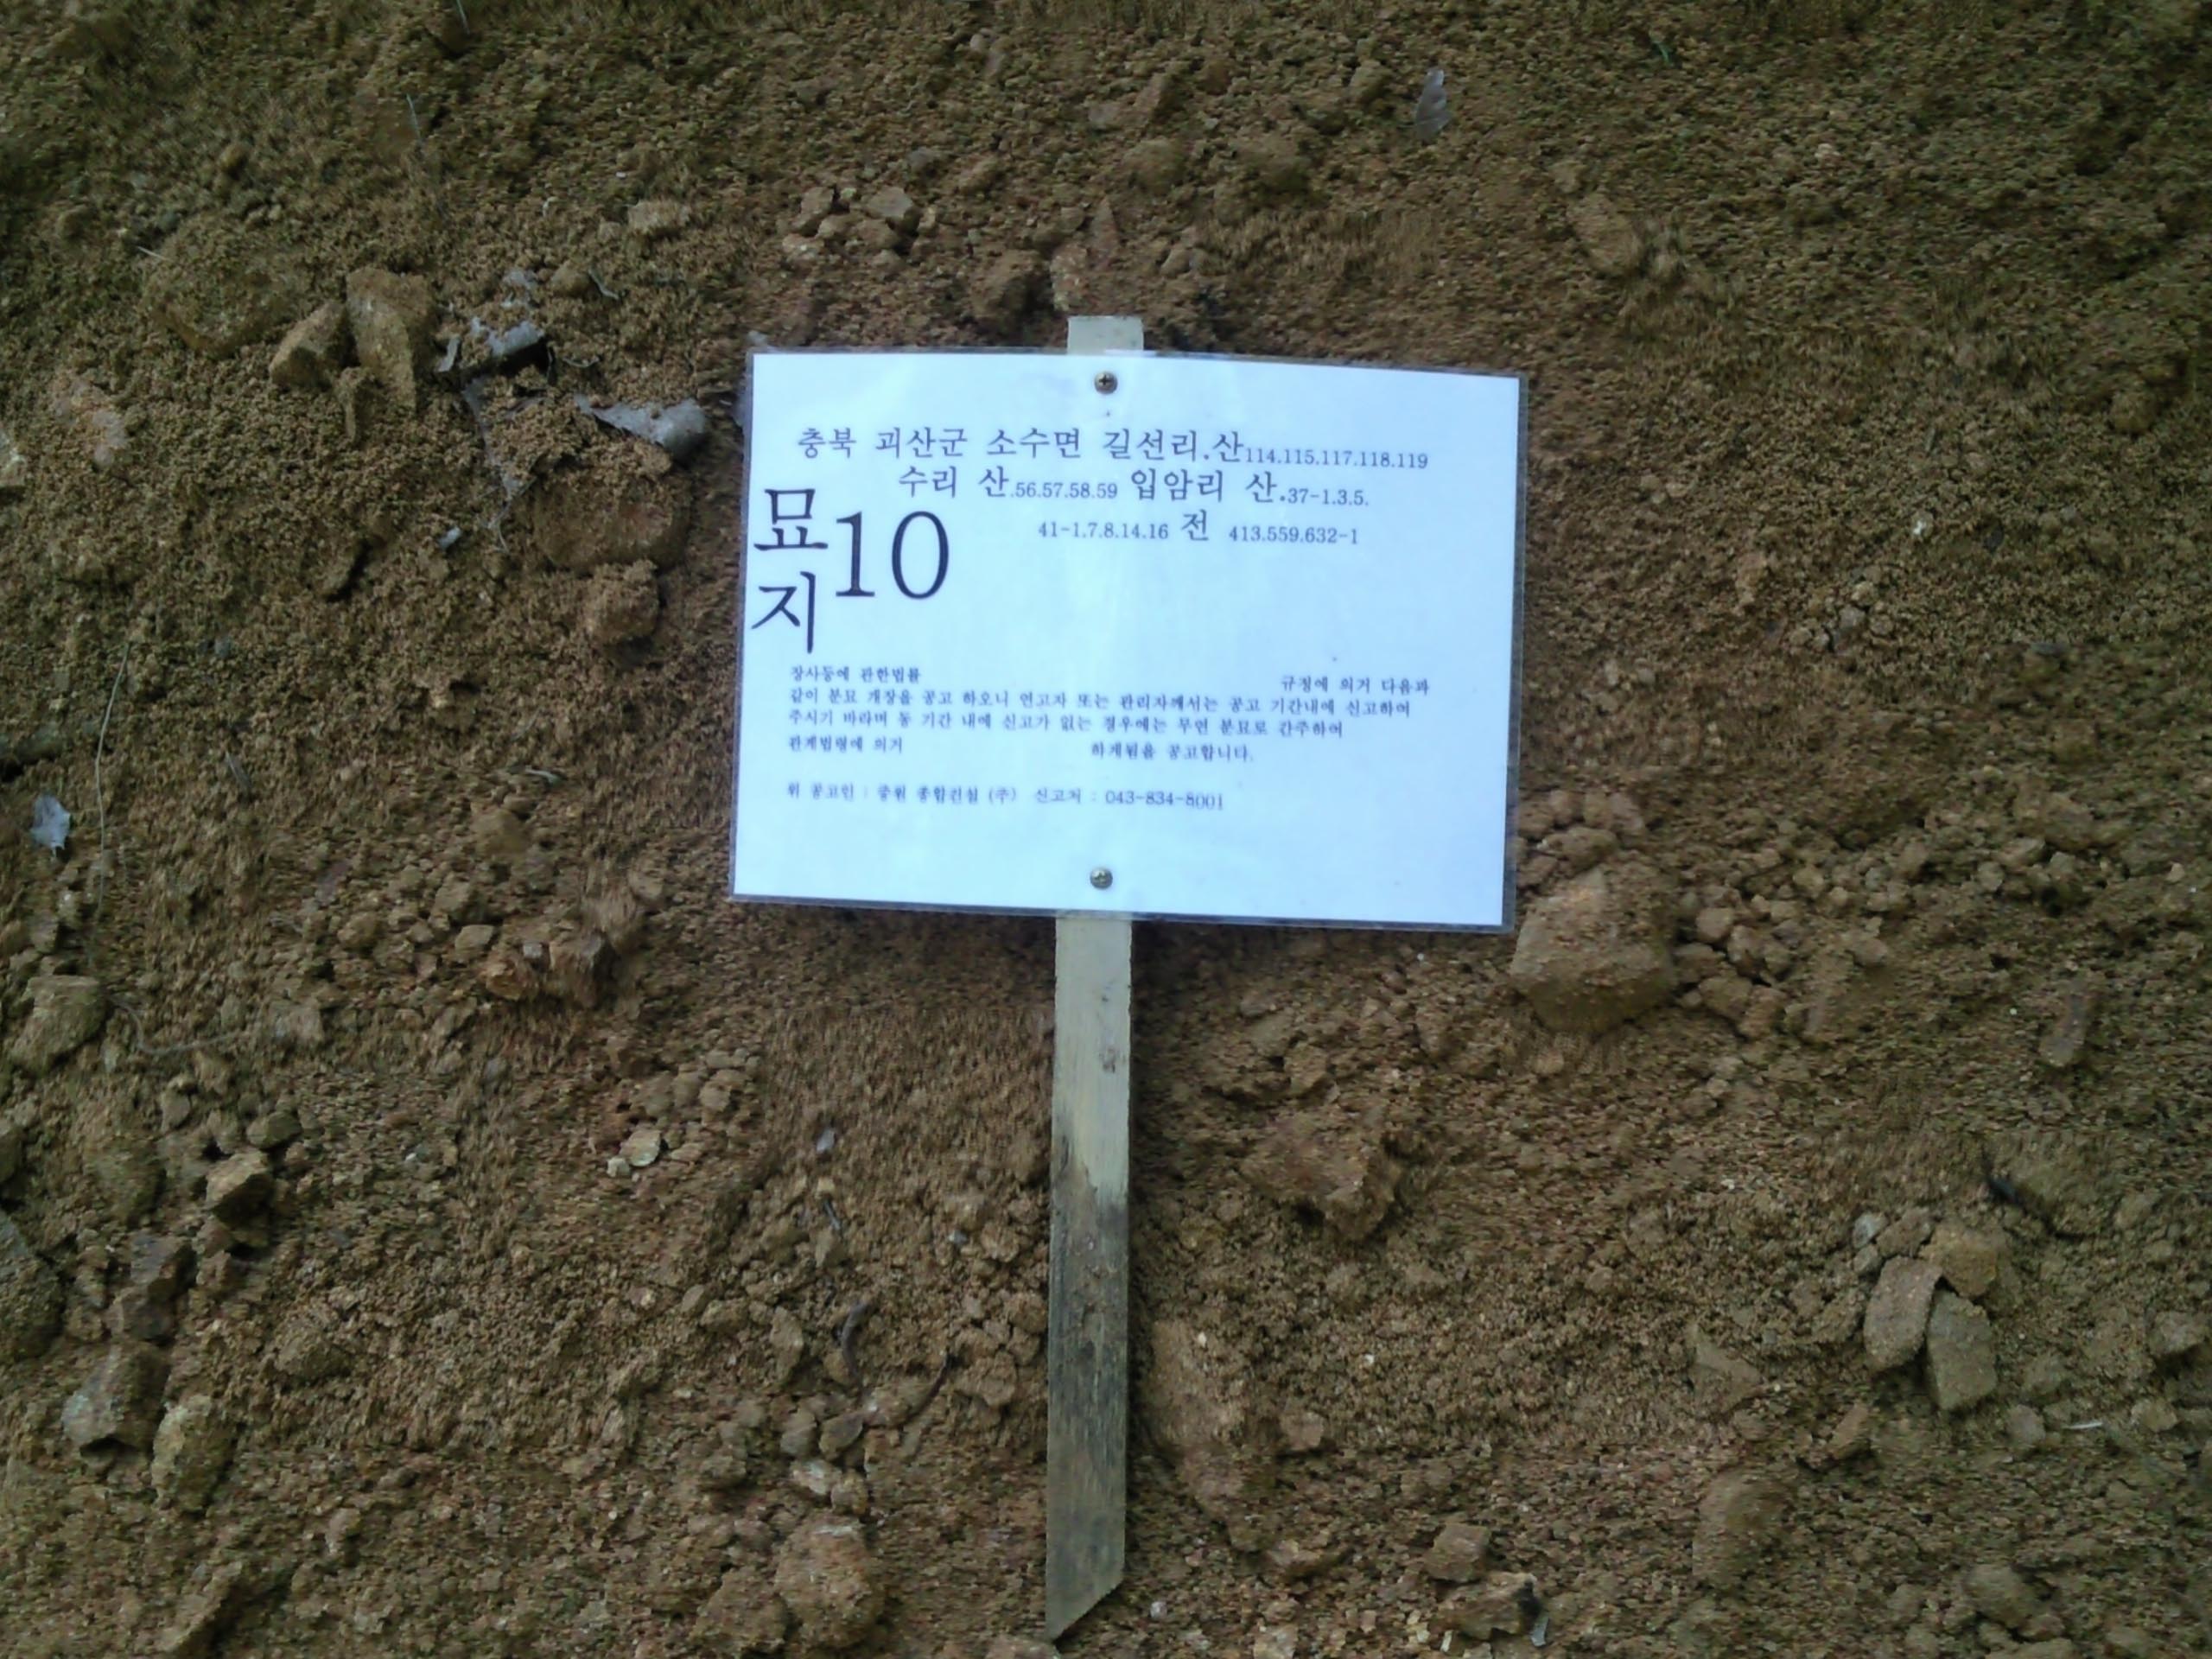 충북 괴산군 소수면 길선리.산114.115.117.118.119
수리 산.56.57.58.59 입암리 산.37-1.3.5.
41-1.7.8.14.16 전 413.559.632-1
묘지 10
장사등에 관한법률 규정에 의거 다음과
같이 분묘 개장을 공고 하오니 연고자 또는 관리자께서는 공고 기간내에 신고하여
주시기 바라며 동 기간 내에 신고가 없는 경우에는 무연 분묘로 간주하여
관계법령에 의거 하게됨을 공고합니다.
위 공고인 : 중원 종합건설 (주) 신고처 : 043-834-8001